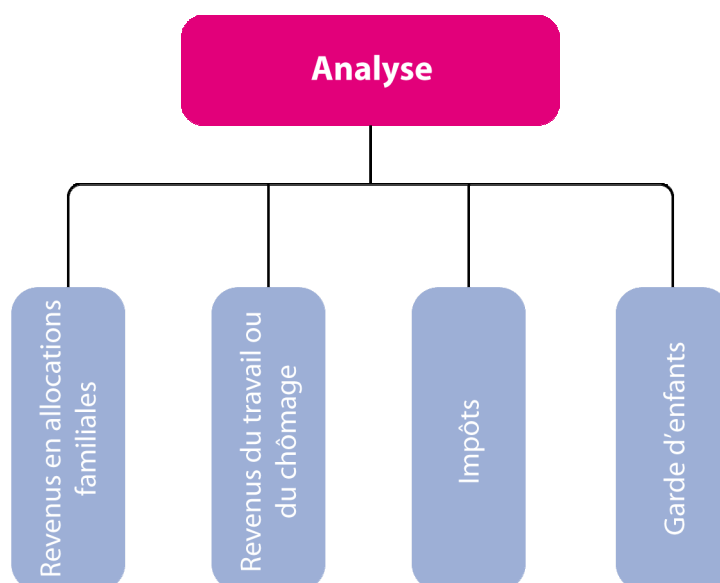 Analyse
Revenus en allocations
familiales
Revenus du travail ou
du chômage
Impôts
Garde d’enfants